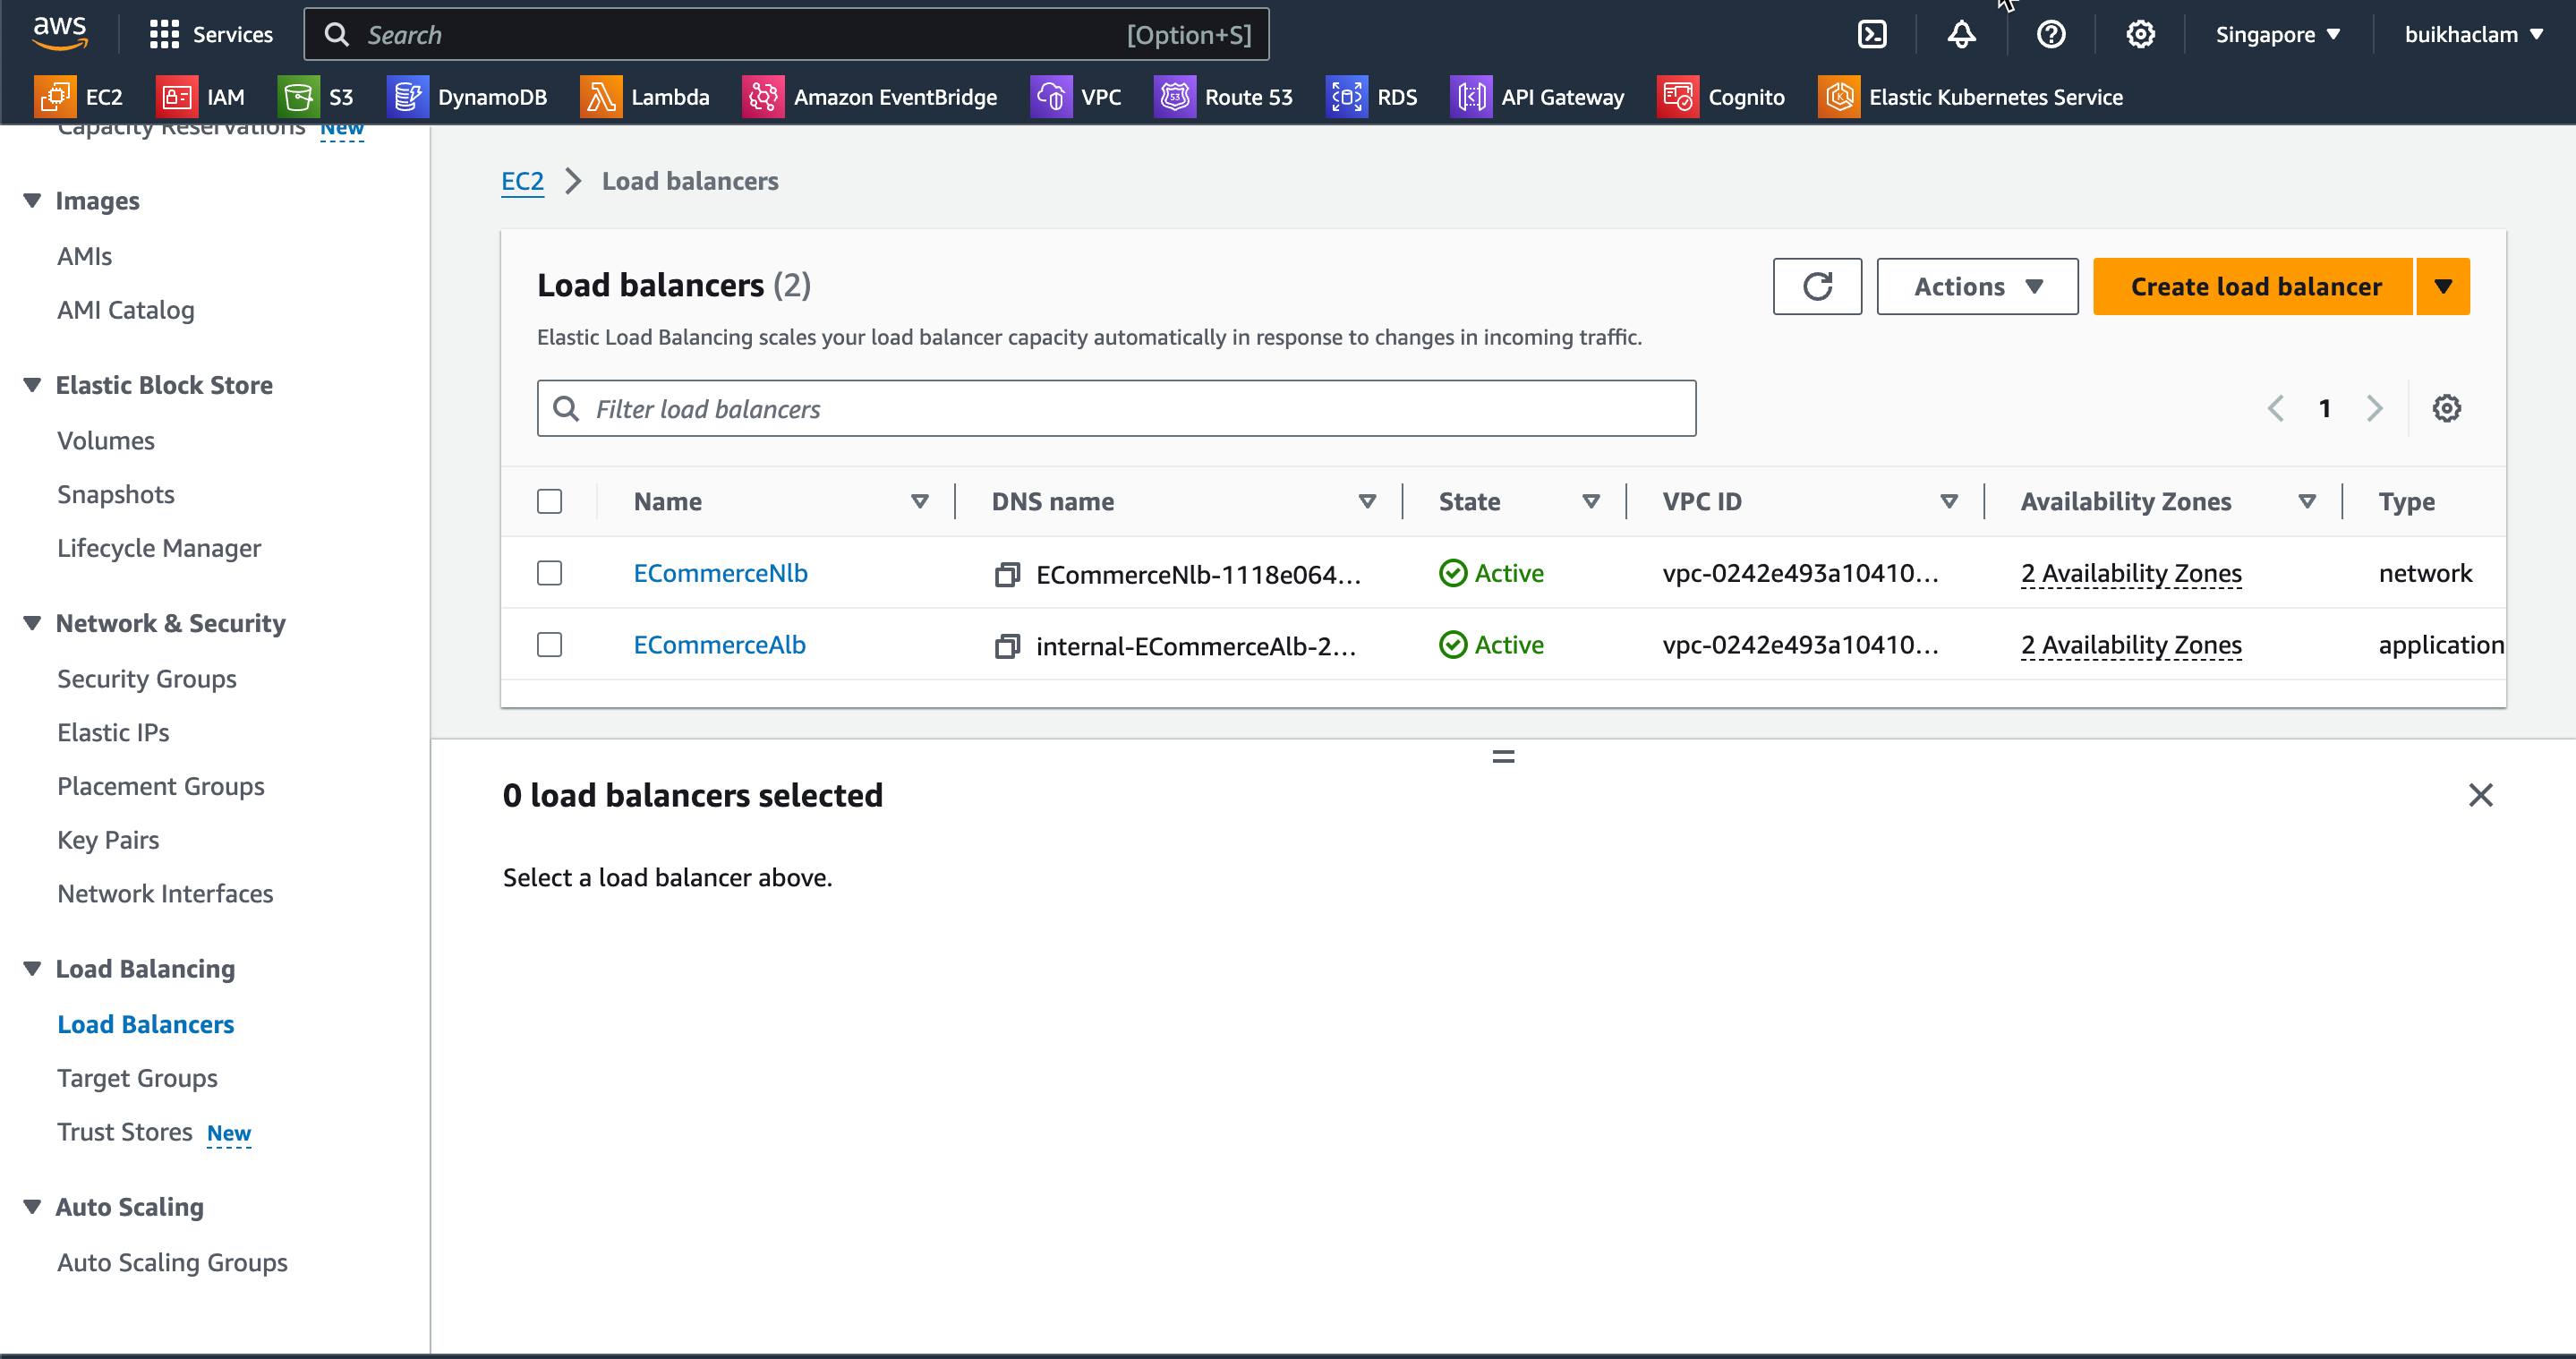 aws
Services
Search
[Option+S]
Singapore
buikhaclam
EC2
IAM
S3
DynamoDB
Lambda
Amazon EventBridge
VPC
Route 53
RDS
API Gateway
Cognito
Elastic Kubernetes Service
Capacity Reservations New
Images
AMIs
AMI Catalog
Elastic Block Store
Volumes
Snapshots
Lifecycle Manager
Network & Security
Security Groups
Elastic IPs
Placement Groups
Key Pairs
Network Interfaces
Load Balancing
Load Balancers
Target Groups
Trust Stores New
Auto Scaling
Auto Scaling Groups
EC2 Load balancers
Load balancers (2)
Actions
Create load balancer
Elastic Load Balancing scales your load balancer capacity automatically in response to changes in incoming traffic.
Filter load balancers
1
Name DNS name State VPC ID Availability Zones Type
ECommerceNlb ECommerceNlb-1118e064... Active vpc-0242e493a10410... 2 Availability Zones network
ECommerceAlb internal-ECommerceAlb-2... Active vpc-0242e493a10410... 2 Availability Zones application
0 load balancers selected
Select a load balancer above.